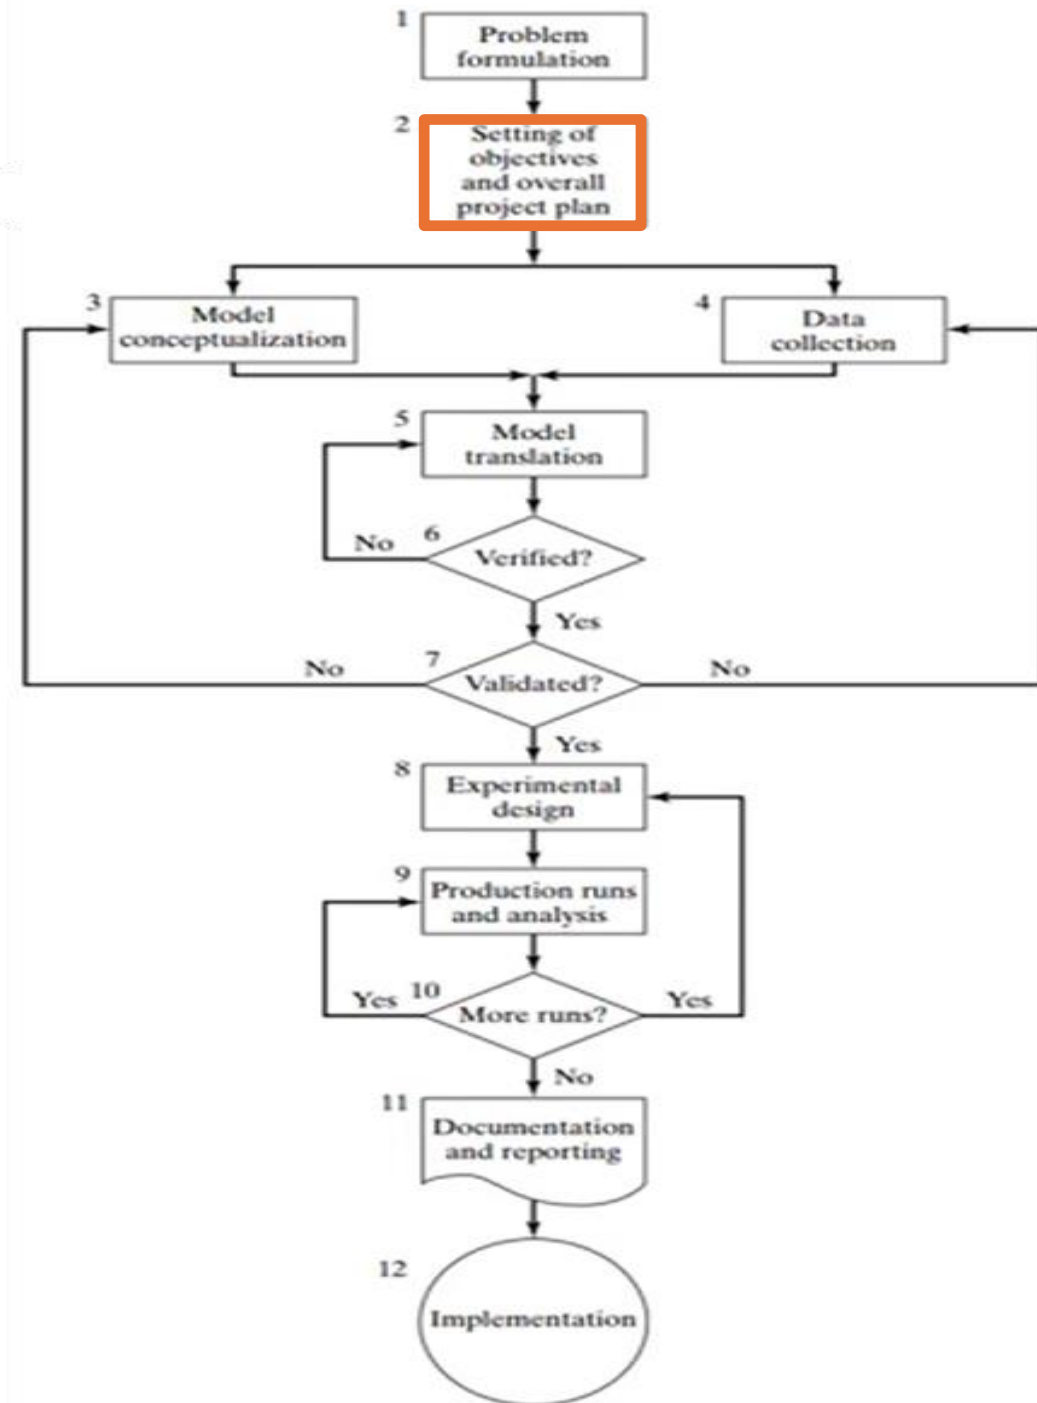 1
Problem
formulation
2
Setting of
objectives
and overall
project plan
3
Model
conceptualization
4
Data
collection
5
Model
translation
6
No
Verified?
Yes
7
No
Validated?
No
Yes
8
Experimental
design
9
Production runs
and analysis
10
Yes
More runs?
Yes
No
11
Documentation
and reporting
12
Implementation